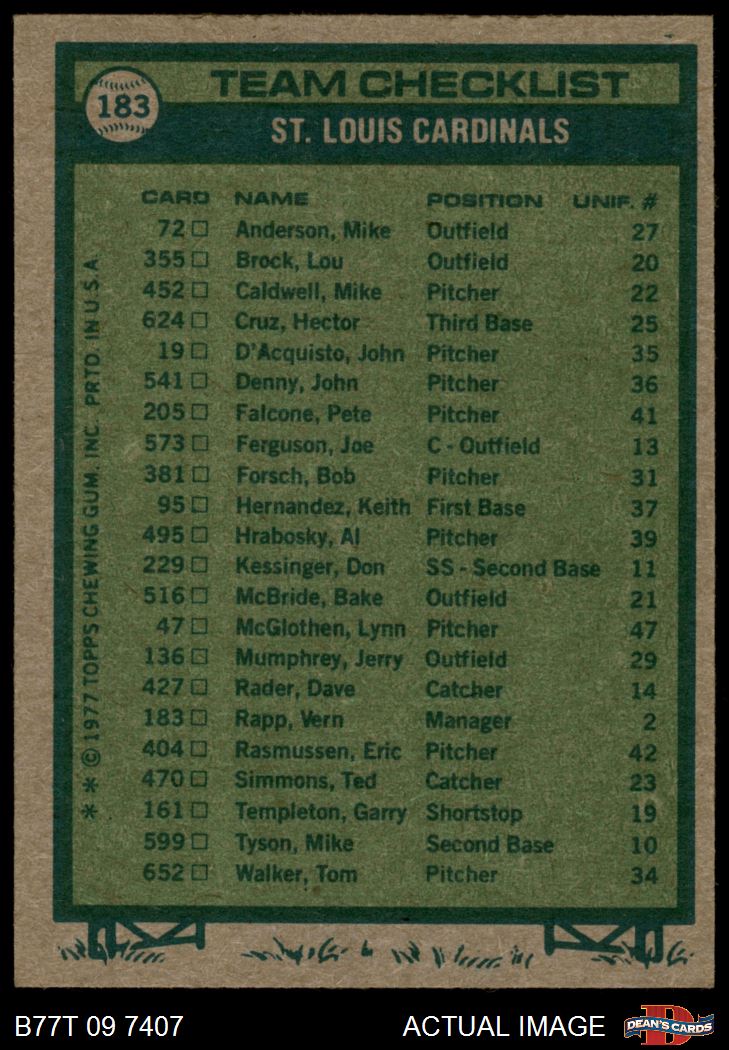 183
TEAM CHECKLIST
ST. LOUIS CARDINALS
CARD NAME POSITION UNIF. #
72 □ Anderson, Mike Outfield 27
355 □ Brock, Lou Outfield 20
452 □ Caldwell, Mike Pitcher 22
624 □ Cruz, Hector Third Base 25
19 □ D'Acquisto, John Pitcher 35
541 □ Denny, John Pitcher 36
205 □ Falcone, Pete Pitcher 41
573 □ Ferguson, Joe C - Outfield 13
381 □ Forsch, Bob Pitcher 31
95 □ Hernandez, Keith First Base 37
495 □ Hrabosky, Al Pitcher 39
229 □ Kessinger, Don SS - Second Base 11
516 □ McBride, Bake Outfield 21
47 □ McGlothen, Lynn Pitcher 47
136 □ Mumphrey, Jerry Outfield 29
427 □ Rader, Dave Catcher 14
183 □ Rapp, Vern Manager 2
404 □ Rasmussen, Eric Pitcher 42
470 □ Simmons, Ted Catcher 23
161 □ Templeton, Garry Shortstop 19
599 □ Tyson, Mike Second Base 10
652 □ Walker, Tom Pitcher 34
* * © 1977 TOPPS CHEWING GUM, INC. PRTD. IN U.S.A.
B77T 09 7407 ACTUAL IMAGE
D
DEAN'S CARDS